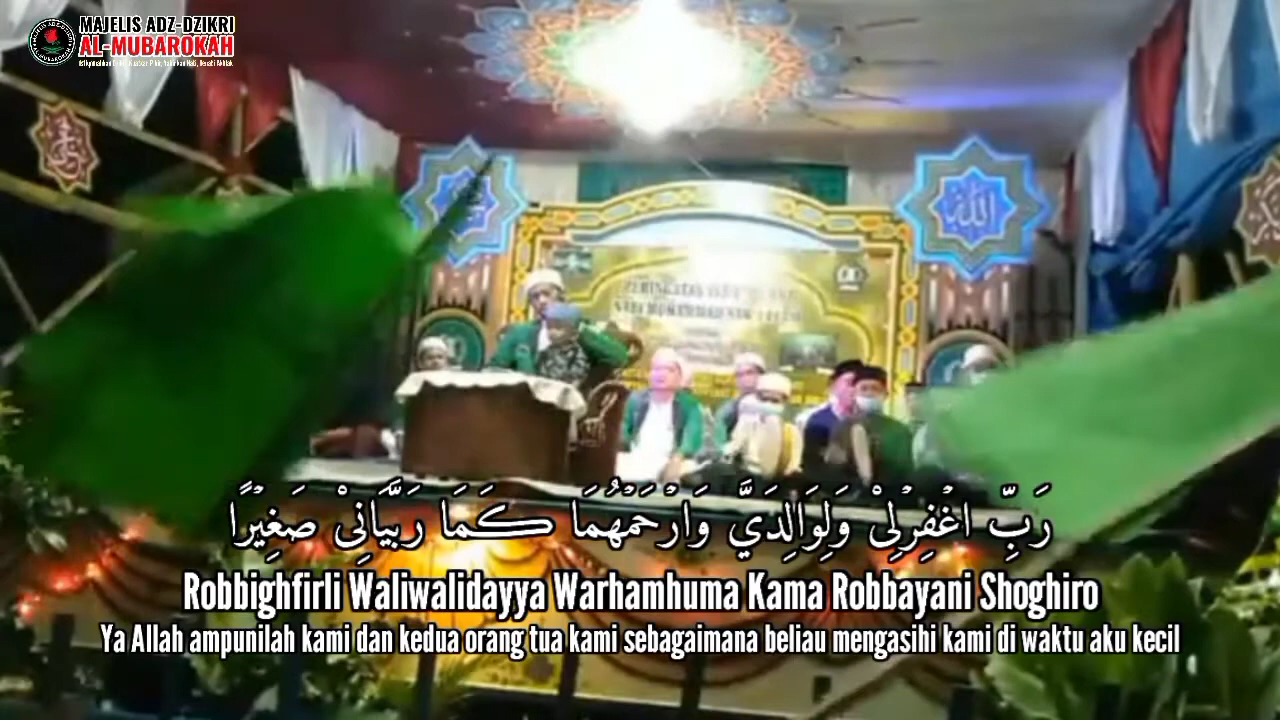 MAJELIS ADZ-DZIKRI
AL-MUBAROKAH
الله
رَبِّ اغْفِرْلِيْ وَلِوَالِدَيَّ وَارْحَمْهُمَا كَمَا رَبَّيَانِيْ صَغِيْرًا
Robbighfirli Waliwalidayya Warhamhuma Kama Robbayani Shoghiro
Ya Allah ampunilah kami dan kedua orang tua kami sebagaimana beliau mengasihi kami di waktu aku kecil